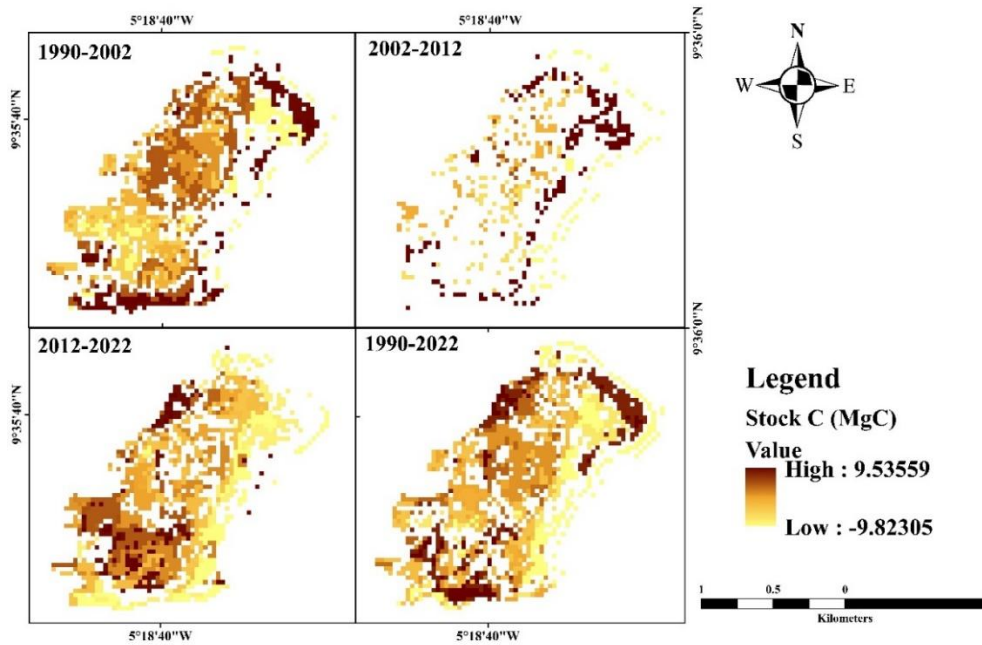 5°18'40"W
5°18'40"W
1990-2002
2002-2012
9°35'40"N
9°36'0"N
N
W
E
S
2012-2022
1990-2022
9°35'40"N
9°36'0"N
Legend
Stock C (MgC)
Value
High : 9.53559
Low : -9.82305
1
0.5
0
Kilometers
5°18'40"W
5°18'40"W